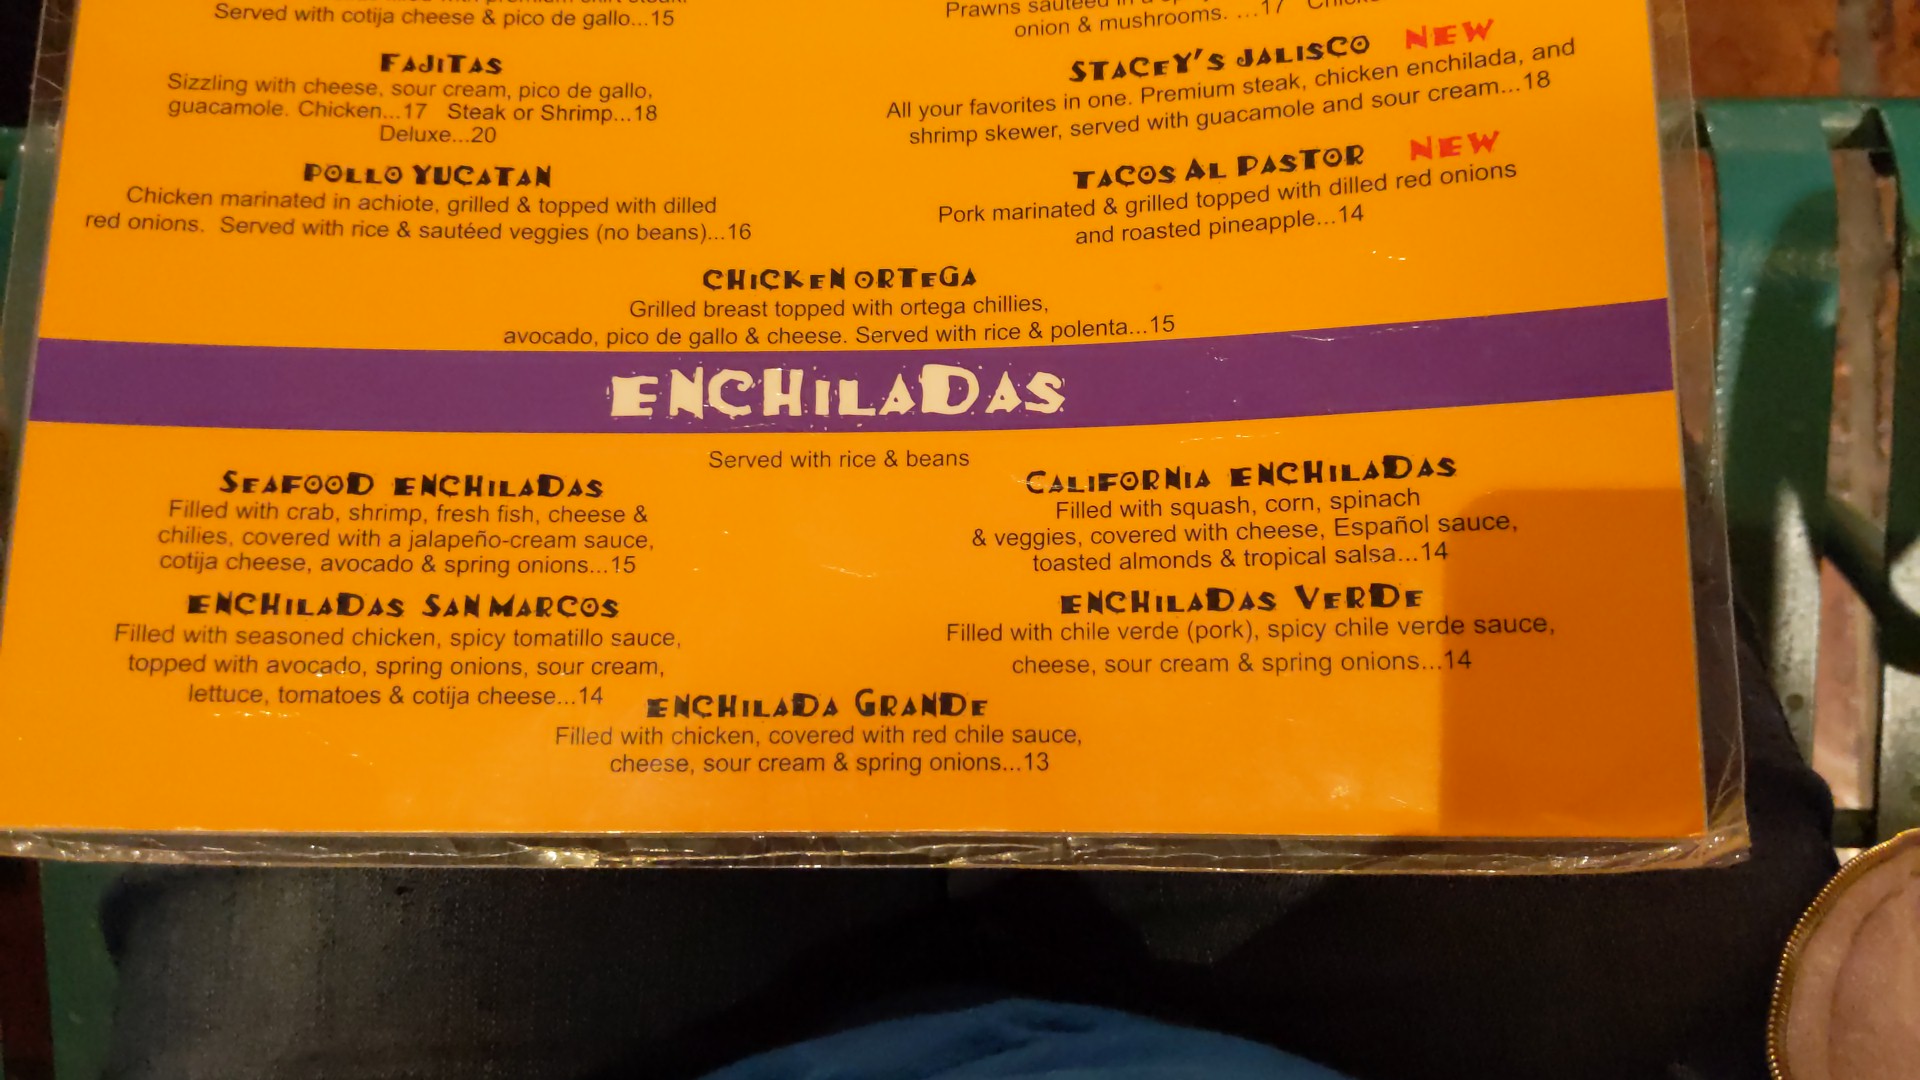 Served with cotija cheese & pico de gallo...15
FAJITAS
Sizzling with cheese, sour cream, pico de gallo,
guacamole. Chicken...17 Steak or Shrimp...18
Deluxe...20
POLLO YUCATAN
Chicken marinated in achiote, grilled & topped with dilled
red onions. Served with rice & sautéed veggies (no beans)...16
Prawns sautéed in a
onion & mushrooms. ...17
STACEY'S JALISCO NEW
All your favorites in one. Premium steak, chicken enchilada, and
shrimp skewer, served with guacamole and sour cream...18
TACOS AL PASTOR NEW
Pork marinated & grilled topped with dilled red onions
and roasted pineapple...14
CHICKEN ORTEGA
Grilled breast topped with ortega chillies,
avocado, pico de gallo & cheese. Served with rice & polenta...15
ENCHILADAS
Served with rice & beans
SEAFOOD ENCHILADAS
Filled with crab, shrimp, fresh fish, cheese &
chilies, covered with a jalapeño-cream sauce,
cotija cheese, avocado & spring onions...15
ENCHILADAS SAN MARCOS
Filled with seasoned chicken, spicy tomatillo sauce,
topped with avocado, spring onions, sour cream,
lettuce, tomatoes & cotija cheese...14
CALIFORNIA ENCHILADAS
Filled with squash, corn, spinach
& veggies, covered with cheese, Español sauce,
toasted almonds & tropical salsa...14
ENCHILADAS VERDE
Filled with chile verde (pork), spicy chile verde sauce,
cheese, sour cream & spring onions...14
ENCHILADA GRANDE
Filled with chicken, covered with red chile sauce,
cheese, sour cream & spring onions...13